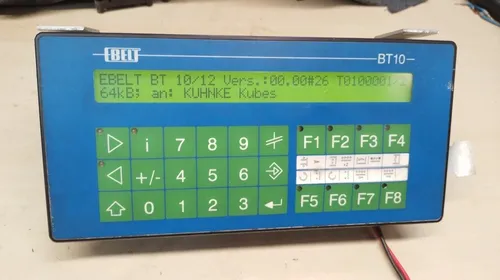 EBELT
BT10
EBELT BT 10/12 Vers.:00.00#26 T0100001/
64kB; an: KUHNKE Kubes
i 7 8 9 F1 F2 F3 F4
+/- 4 5 6
0 1 2 3 F5 F6 F7 F8